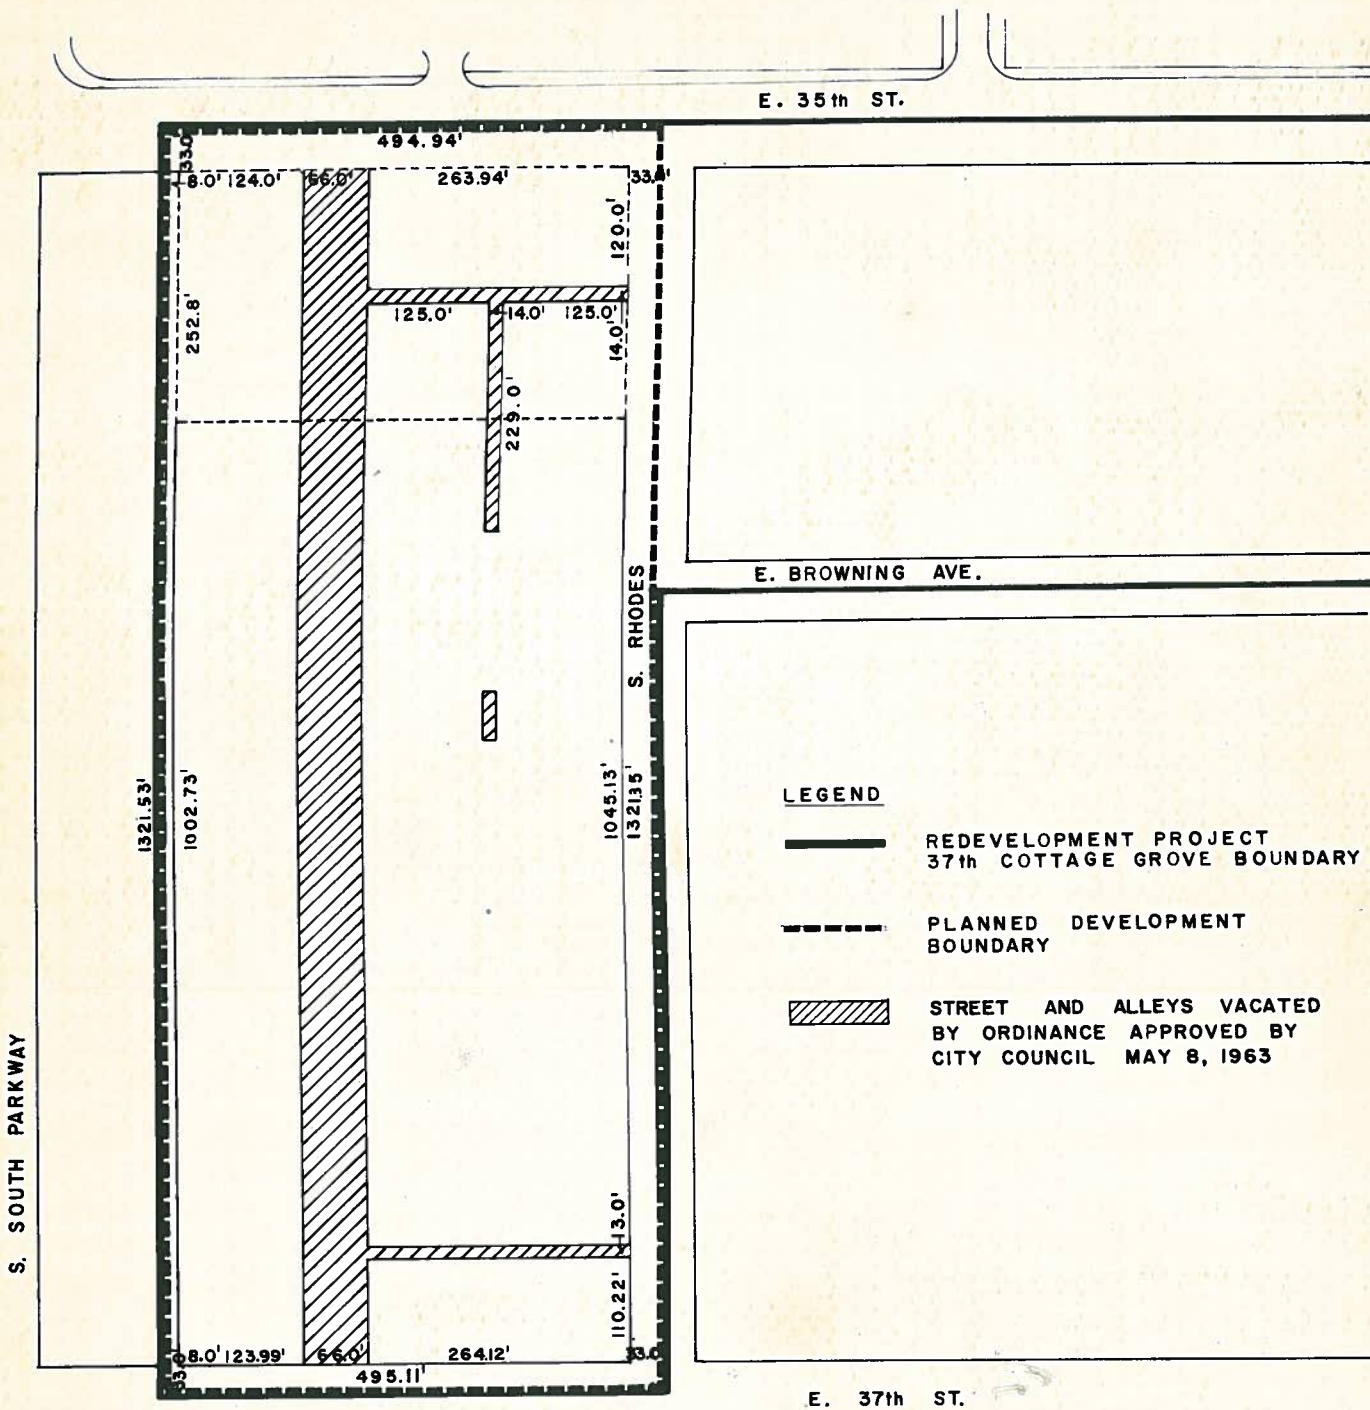 E. 35th ST.
494.94'
33.0
8.0' 124.0' 66.0' 263.94' 33.0'
120.0'
252.8'
125.0' 14.0' 125.0'
14.0'
229.0'
E. BROWNING AVE.
S. RHODES
1321.53'
1002.73'
1045.13'
1321.35'
LEGEND
REDEVELOPMENT PROJECT
37th COTTAGE GROVE BOUNDARY
PLANNED DEVELOPMENT
BOUNDARY
STREET AND ALLEYS VACATED
BY ORDINANCE APPROVED BY
CITY COUNCIL MAY 8, 1963
S. SOUTH PARKWAY
13.0'
110.22'
8.0' 123.99' 66.0' 264.12' 33.0
33.0
495.11'
E. 37th ST.